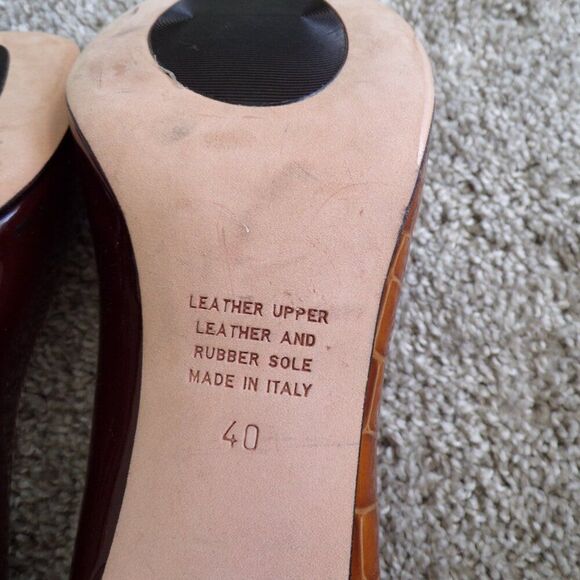 LEATHER UPPER
LEATHER AND
RUBBER SOLE
MADE IN ITALY
40